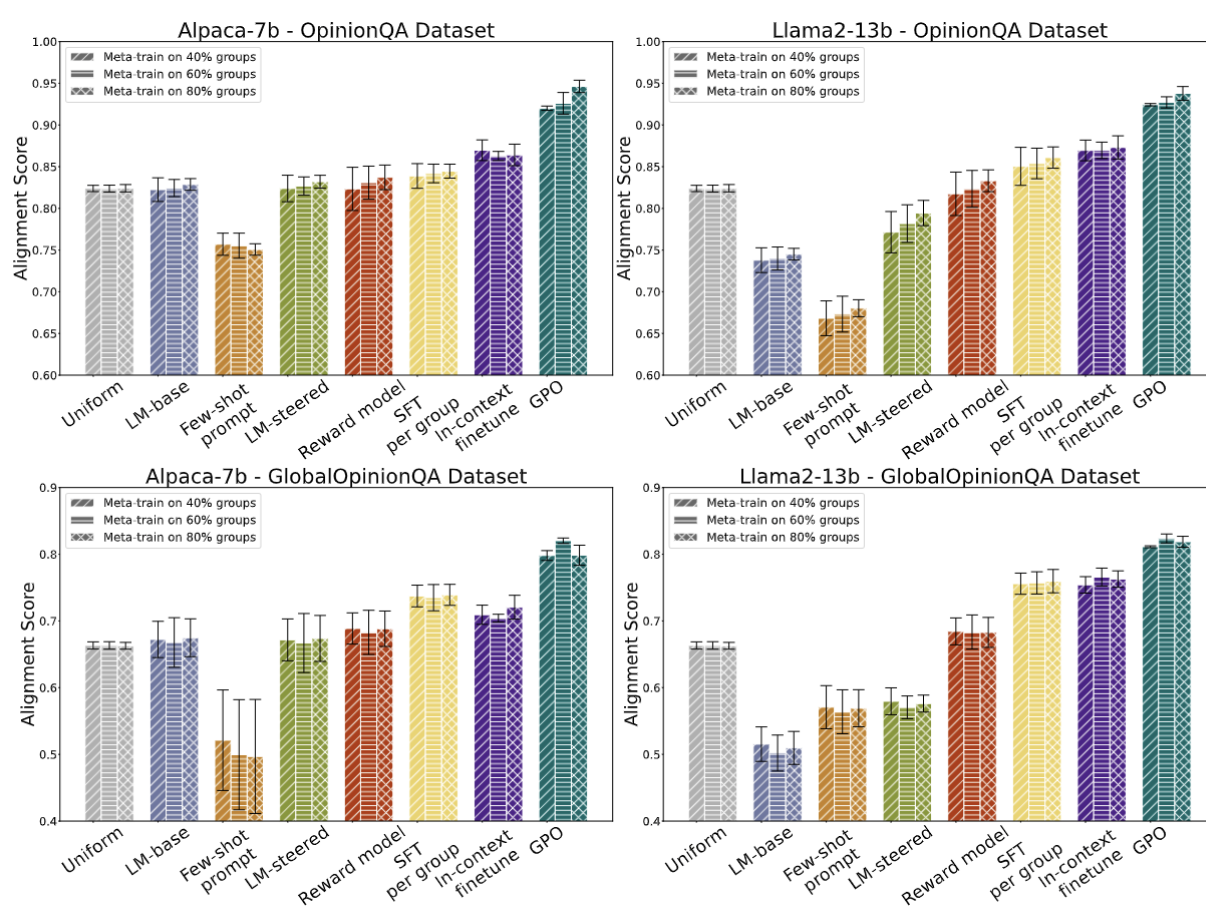 Alpaca-7b - OpinionQA Dataset
1.00
0.95
0.90
0.85
0.80
0.75
0.70
0.65
0.60
Alignment Score
Meta-train on 40% groups
Meta-train on 60% groups
Meta-train on 80% groups
Uniform
LM-base
Few-shot
prompt
LM-steered
Reward model
SFT
per group
In-context
finetune
GPO
Llama2-13b - OpinionQA Dataset
1.00
0.95
0.90
0.85
0.80
0.75
0.70
0.65
0.60
Alignment Score
Meta-train on 40% groups
Meta-train on 60% groups
Meta-train on 80% groups
Uniform
LM-base
Few-shot
prompt
LM-steered
Reward model
SFT
per group
In-context
finetune
GPO
Alpaca-7b - GlobalOpinionQA Dataset
0.9
0.8
0.7
0.6
0.5
0.4
Alignment Score
Meta-train on 40% groups
Meta-train on 60% groups
Meta-train on 80% groups
Uniform
LM-base
Few-shot
prompt
LM-steered
Reward model
SFT
per group
In-context
finetune
GPO
Llama2-13b - GlobalOpinionQA Dataset
0.9
0.8
0.7
0.6
0.5
0.4
Alignment Score
Meta-train on 40% groups
Meta-train on 60% groups
Meta-train on 80% groups
Uniform
LM-base
Few-shot
prompt
LM-steered
Reward model
SFT
per group
In-context
finetune
GPO